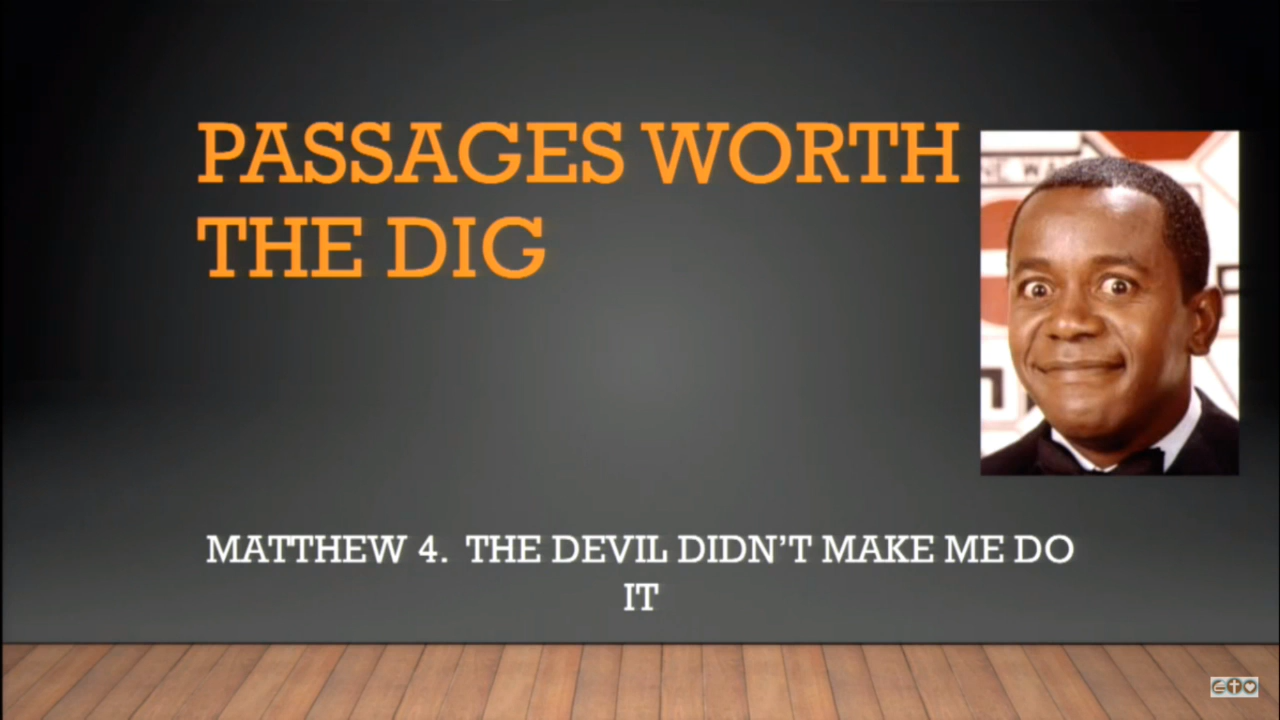 PASSAGES WORTH
THE DIG
MATTHEW 4. THE DEVIL DIDN'T MAKE ME DO
IT